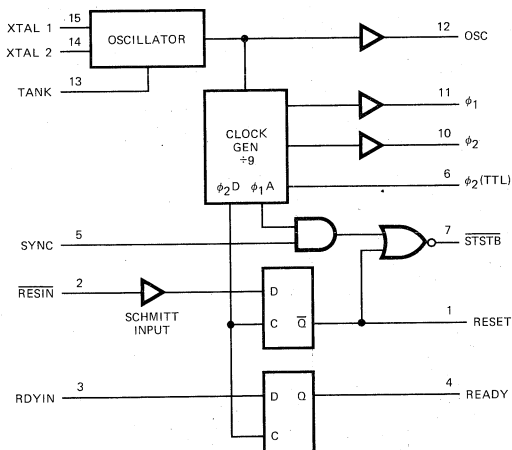 XTAL 1 15
OSCILLATOR
12 OSC
XTAL 2 14
TANK 13
11 ϕ1
CLOCK
GEN
÷9
10 ϕ2
ϕ2D ϕ1A
6 ϕ2(TTL)
SYNC 5
7 STSTB
RESIN 2
SCHMITT
INPUT
D
C Q
1 RESET
RDYIN 3
D Q
4 READY
C